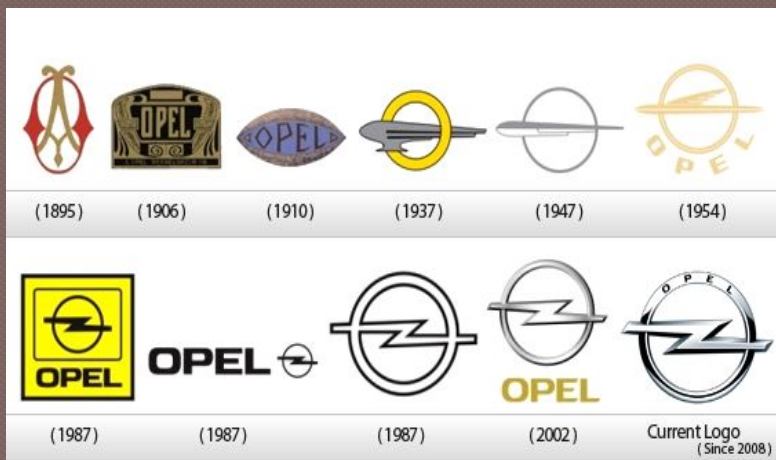 OPEL
OPEL
OPEL
(1895)
(1906)
(1910)
(1937)
(1947)
(1954)
OPEL
OPEL
OPEL
OPEL
(1987)
(1987)
(1987)
(2002)
Current Logo
(Since 2008)